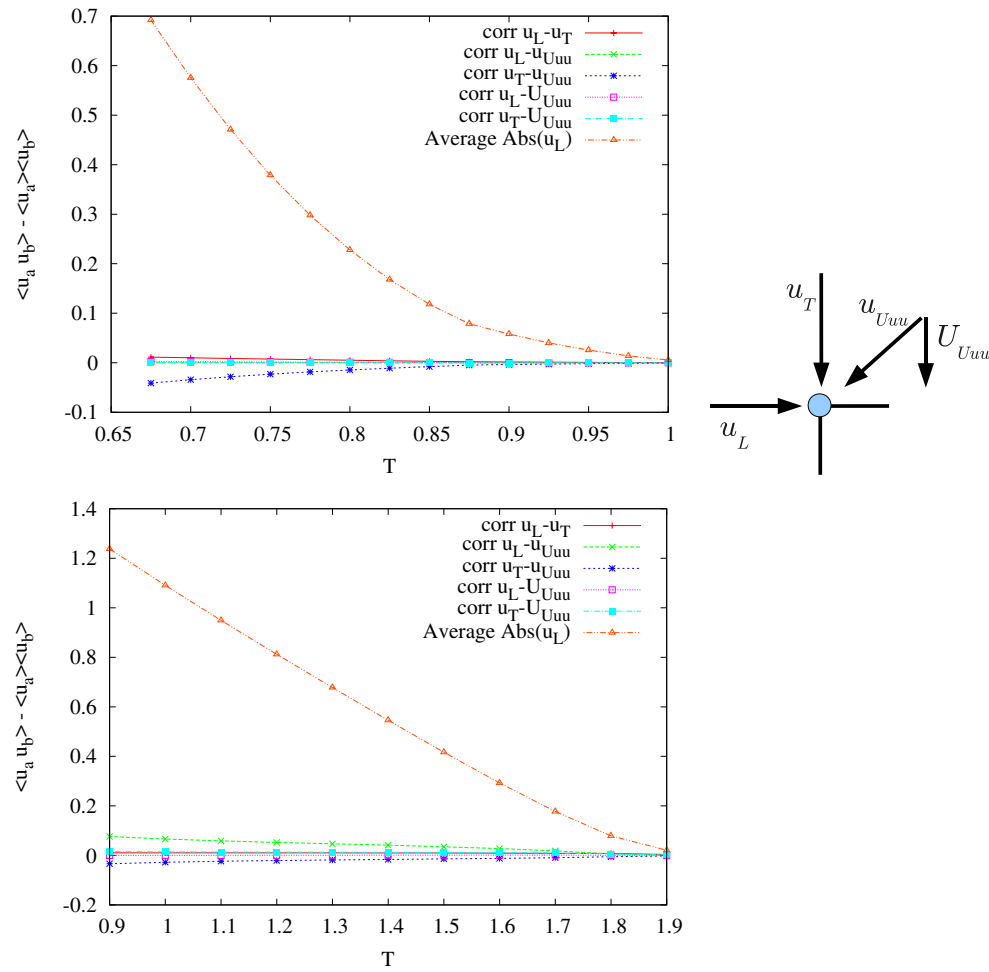 0.7
0.6
0.5
0.4
0.3
0.2
0.1
0
-0.1
<u_a u_b> - <u_a><u_b>
corr u_L-u_T
corr u_L-u_Uuu
corr u_T-u_Uuu
corr u_L-U_Uuu
corr u_T-U_Uuu
Average Abs(u_L)
0.65 0.7 0.75 0.8 0.85 0.9 0.95 1
T
u_T
u_Uuu
U_Uuu
u_L
1.4
1.2
1
0.8
0.6
0.4
0.2
0
-0.2
<u_a u_b> - <u_a><u_b>
corr u_L-u_T
corr u_L-u_Uuu
corr u_T-u_Uuu
corr u_L-U_Uuu
corr u_T-U_Uuu
Average Abs(u_L)
0.9 1 1.1 1.2 1.3 1.4 1.5 1.6 1.7 1.8 1.9
T